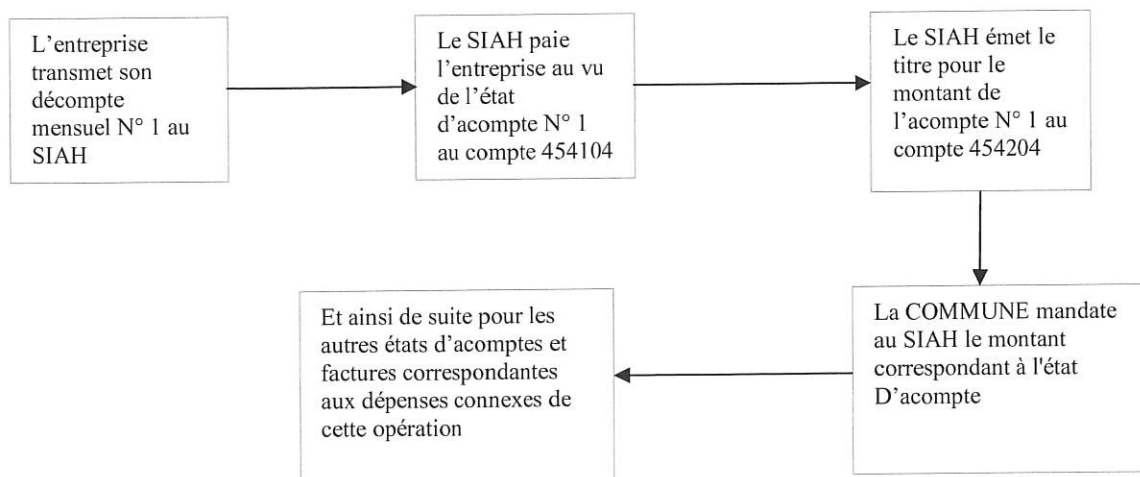 L'entreprise
transmet son
décompte
mensuel N° 1 au
SIAH
Le SIAH paie
l'entreprise au vu
de l'état
d'acompte N° 1
au compte 454104
Le SIAH émet le
titre pour le
montant de
l'acompte N° 1 au
compte 454204
La COMMUNE mandate
au SIAH le montant
correspondant à l'état
D'acompte
Et ainsi de suite pour les
autres états d'acomptes et
factures correspondantes
aux dépenses connexes de
cette opération